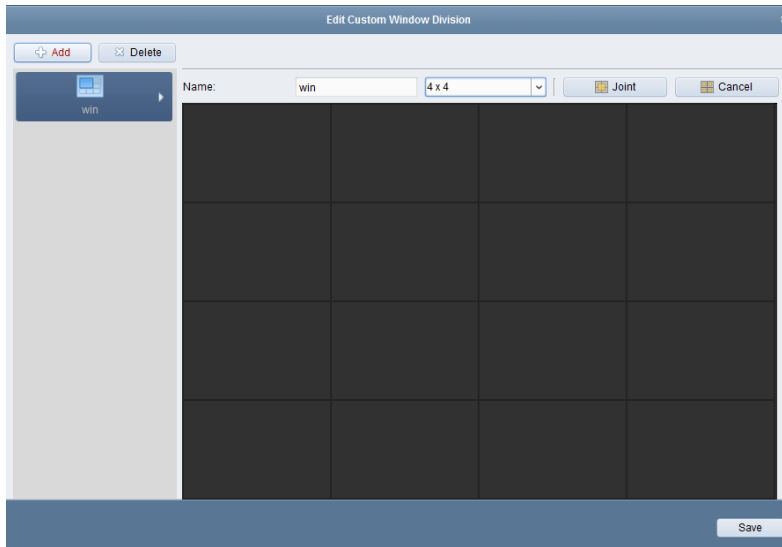 Edit Custom Window Division
Add Delete
win
Name: win 4 x 4 Joint Cancel
Save